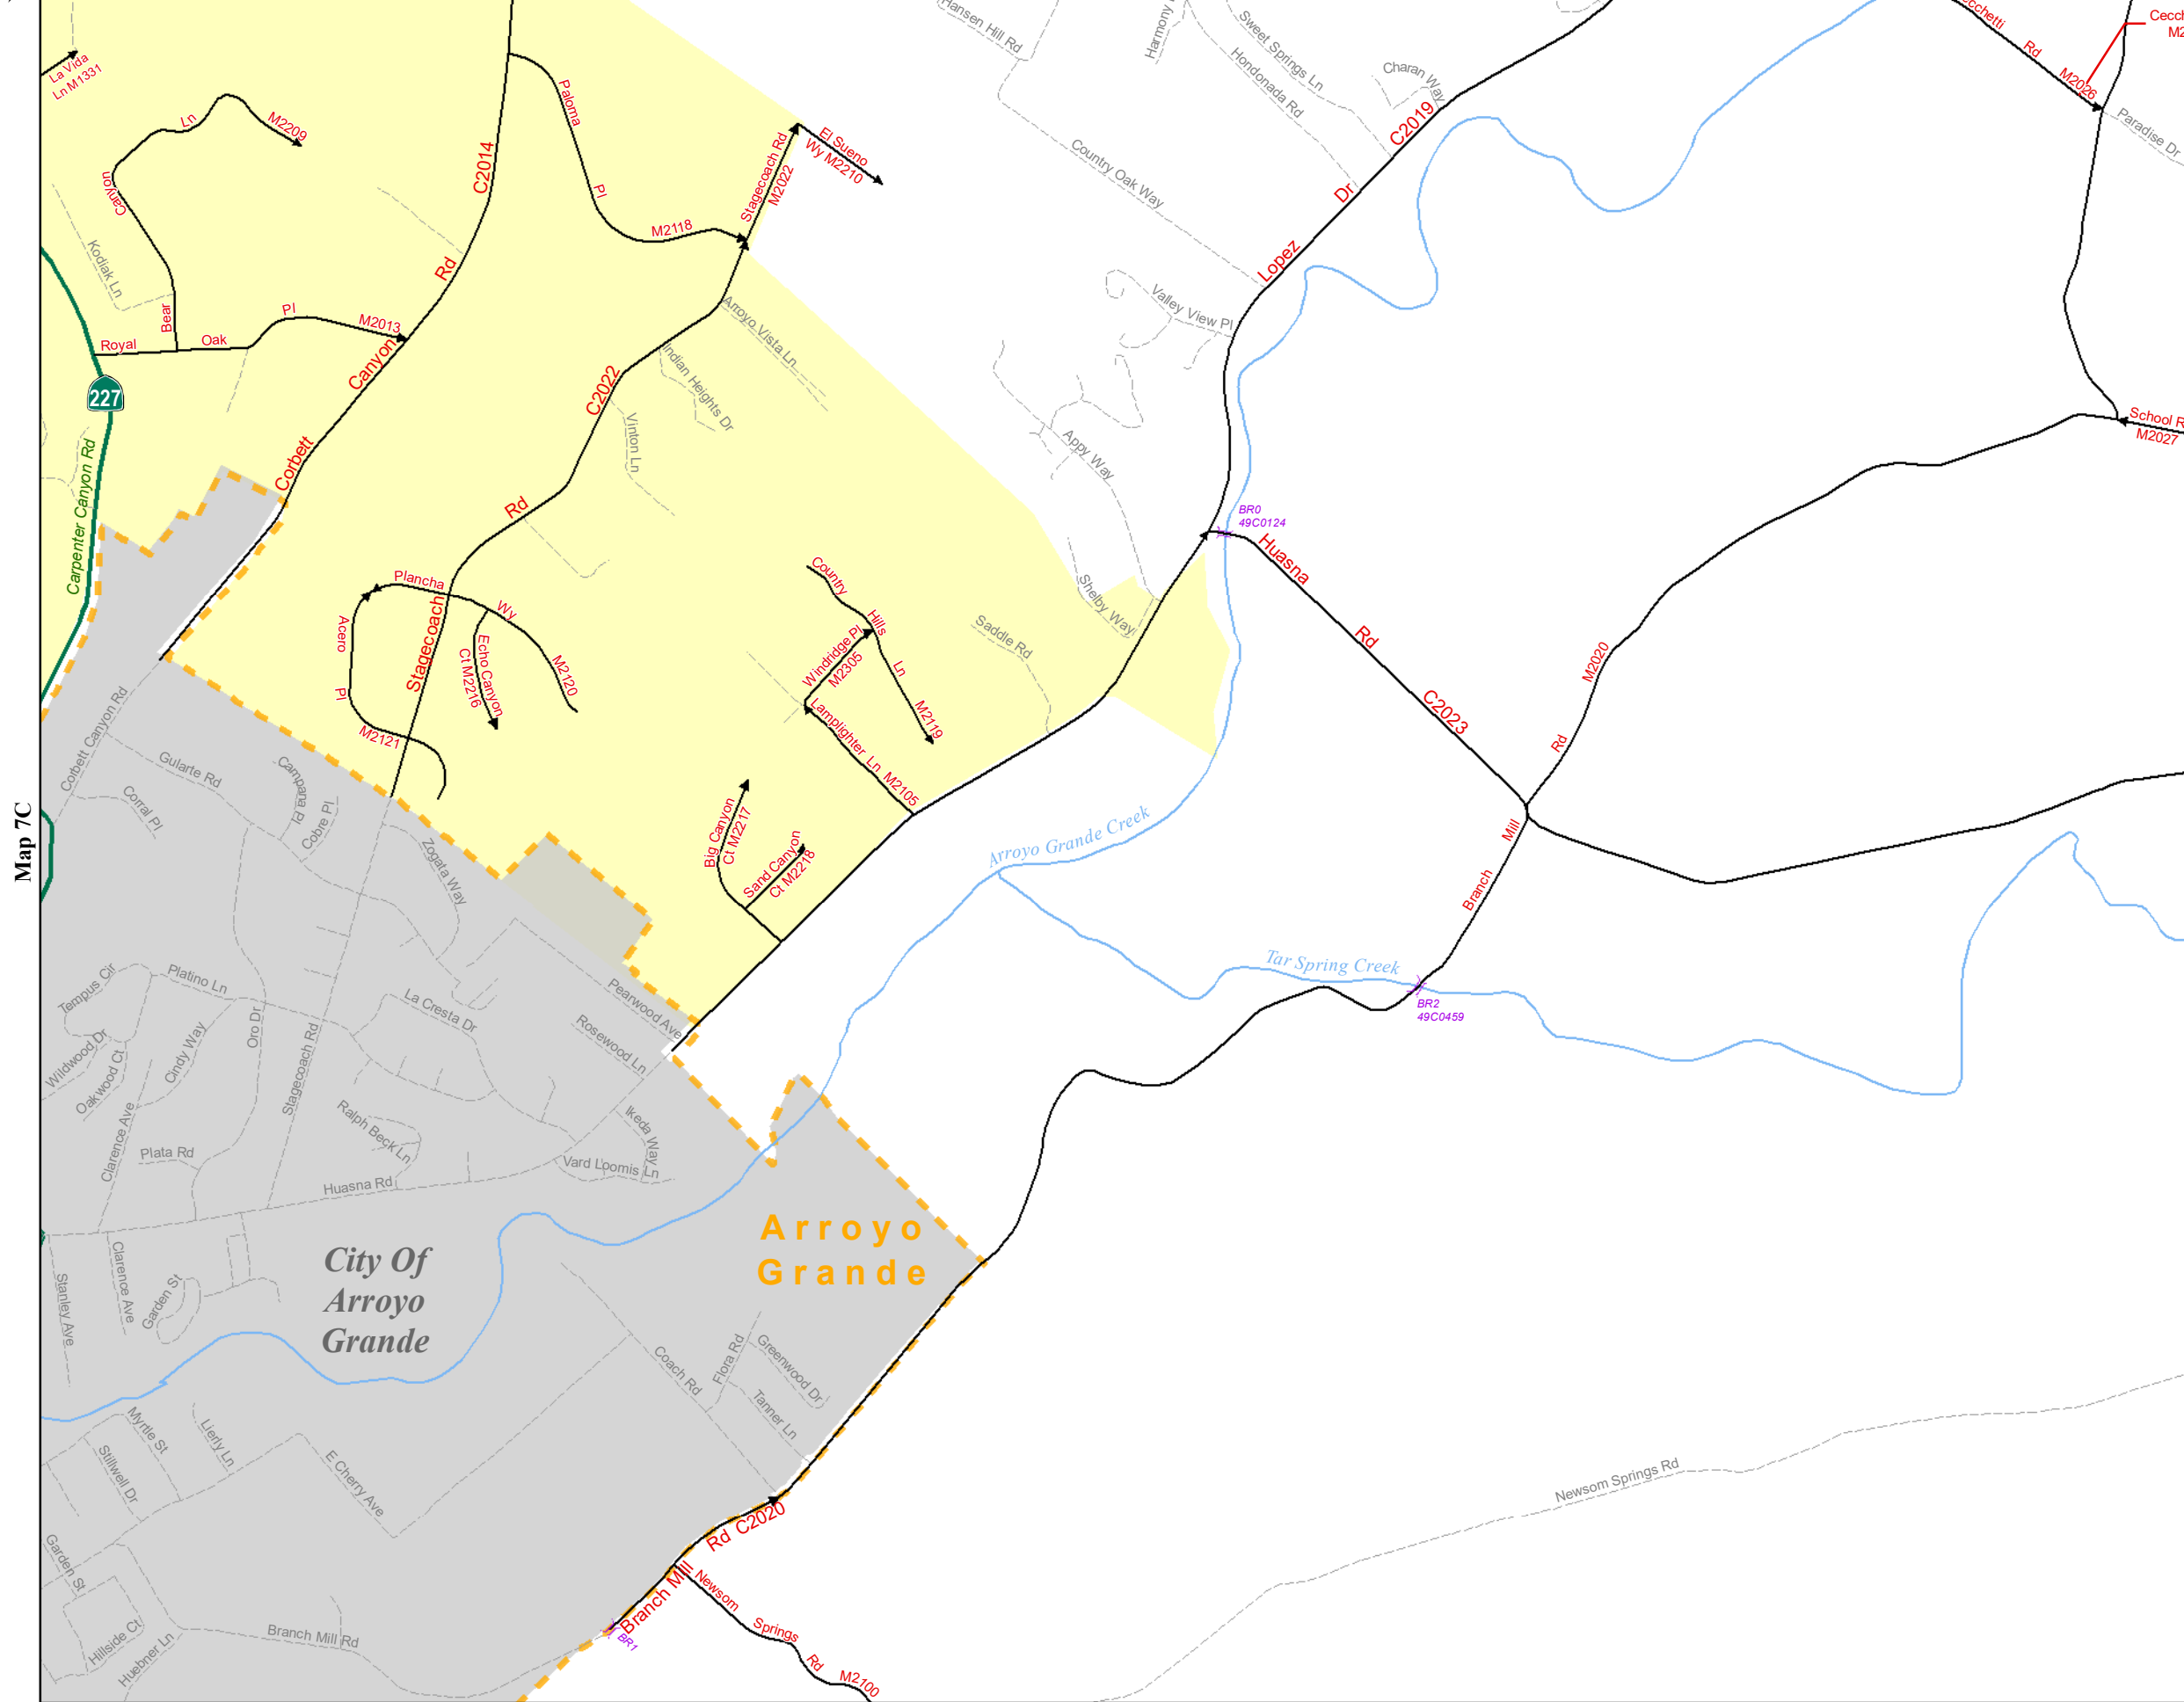 La Vida
Ln M1331
Canyon
Ln
M2209
Kodiak Ln
Bear
Royal
Oak
Pl
M2013
227
Carpenter Canyon Rd
C2014
Rd
Canyon
Corbett
Paloma
Pl
M2118
Stagecoach Rd
M2022
El Sueno
Wy M2210
Hansen Hill Rd
Harmony
Sweet Springs Ln
Hondonada Rd
Charan Way
Country Oak Way
C2019
Dr
Lopez
Valley View Pl
Rd
M2026
Cecch
M2
Paradise Dr
School R
M2027
Arroyo Vista Ln
Indian Heights Dr
Vinton Ln
C2022
Rd
Stagecoach
Appy Way
Shelby Way
Saddle Rd
BR0
49C0124
Huasna
Rd
C2023
M2020
Rd
Mill
Branch
Plancha
Wy
M2120
Acero
Pl
M2121
Echo Canyon
Ct M2216
Country
Hills
Ln
M2119
Windridge Pl
M2305
Lamplighter Ln M2105
Big Canyon
Ct M2217
Sand Canyon
Ct M2218
Map 7C
Corbett Canyon Rd
Gularte Rd
Corral Pl
Campana Pl
Cobre Pl
Zogata Way
Arroyo Grande Creek
Tar Spring Creek
BR2
49C0459
Tempus Cir
Platino Ln
Wildwood Dr
Oakwood Ct
Cindy Way
Oro Dr
Stagecoach Rd
La Cresta Dr
Pearwood Ave
Rosewood Ln
Clarence Ave
Plata Rd
Ralph Beck Ln
Ikeda Way
Vard Loomis Ln
Huasna Rd
Arroyo
Grande
City Of
Arroyo
Grande
Stanley Ave
Clarence Ave
Garden St
Coach Rd
Flora Rd
Greenwood Dr
Tanner Ln
Myrtle St
Lierly Ln
Stillwell Dr
E Cherry Ave
Newsom Springs Rd
Rd C2020
Branch Mill
BR1
Newsom
Springs
Rd
M2100
Garden St
Hillside Ct
Huebner Ln
Branch Mill Rd